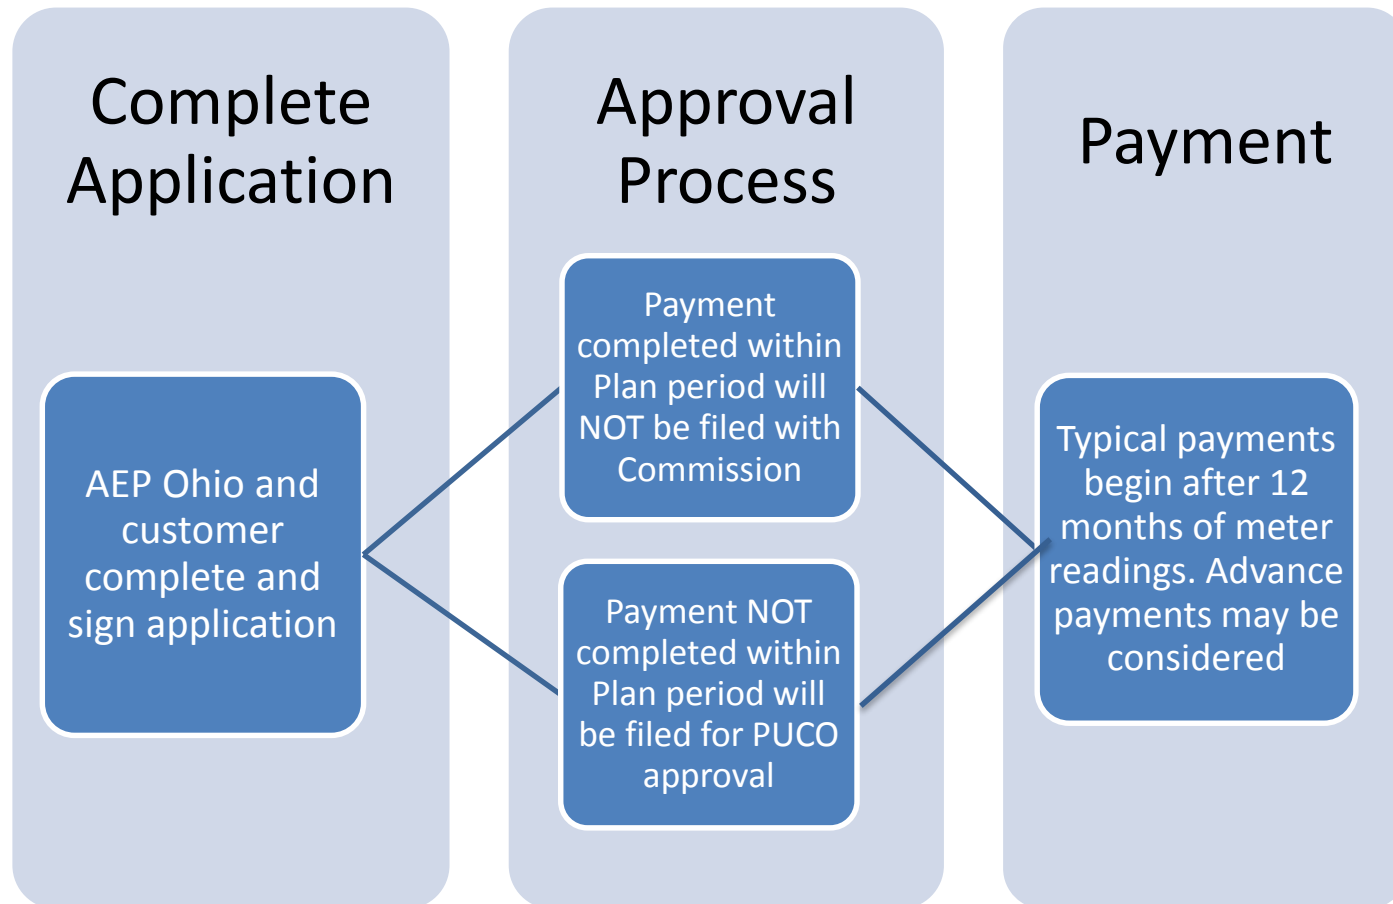 Complete
Application
AEP Ohio and
customer
complete and
sign application
Approval
Process
Payment
completed within
Plan period will
NOT be filed with
Commission
Payment NOT
completed within
Plan period will
be filed for PUCO
approval
Payment
Typical payments
begin after 12
months of meter
readings. Advance
payments may be
considered